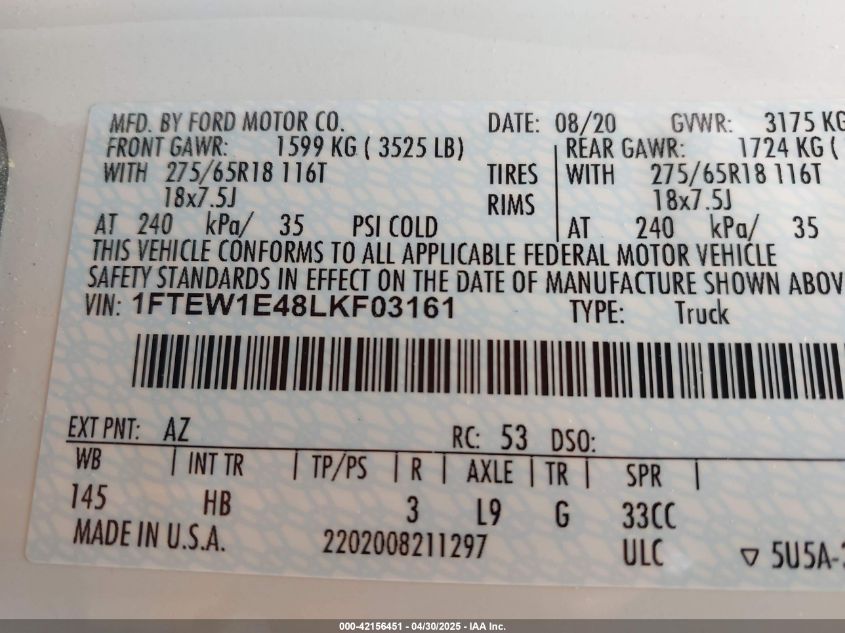 MFD. BY FORD MOTOR CO. DATE: 08/20 GVWR: 3175 KG
FRONT GAWR: 1599 KG ( 3525 LB) REAR GAWR: 1724 KG (
WITH 275/65R18 116T TIRES WITH 275/65R18 116T
18x7.5J RIMS 18x7.5J
AT 240 kPa/ 35 PSI COLD AT 240 kPa/ 35
THIS VEHICLE CONFORMS TO ALL APPLICABLE FEDERAL MOTOR VEHICLE
SAFETY STANDARDS IN EFFECT ON THE DATE OF MANUFACTURE SHOWN ABOV
VIN: 1FTEW1E48LKF03161 TYPE: Truck
EXT PNT: AZ RC: 53 DSO:
WB | INT TR | TP/PS | R | AXLE | TR | SPR |
145 HB 3 L9 G 33CC
MADE IN U.S.A. 2202008211297 ULC ▽ 5U5A-
000-42156451 | 04/30/2025 - IAA Inc.